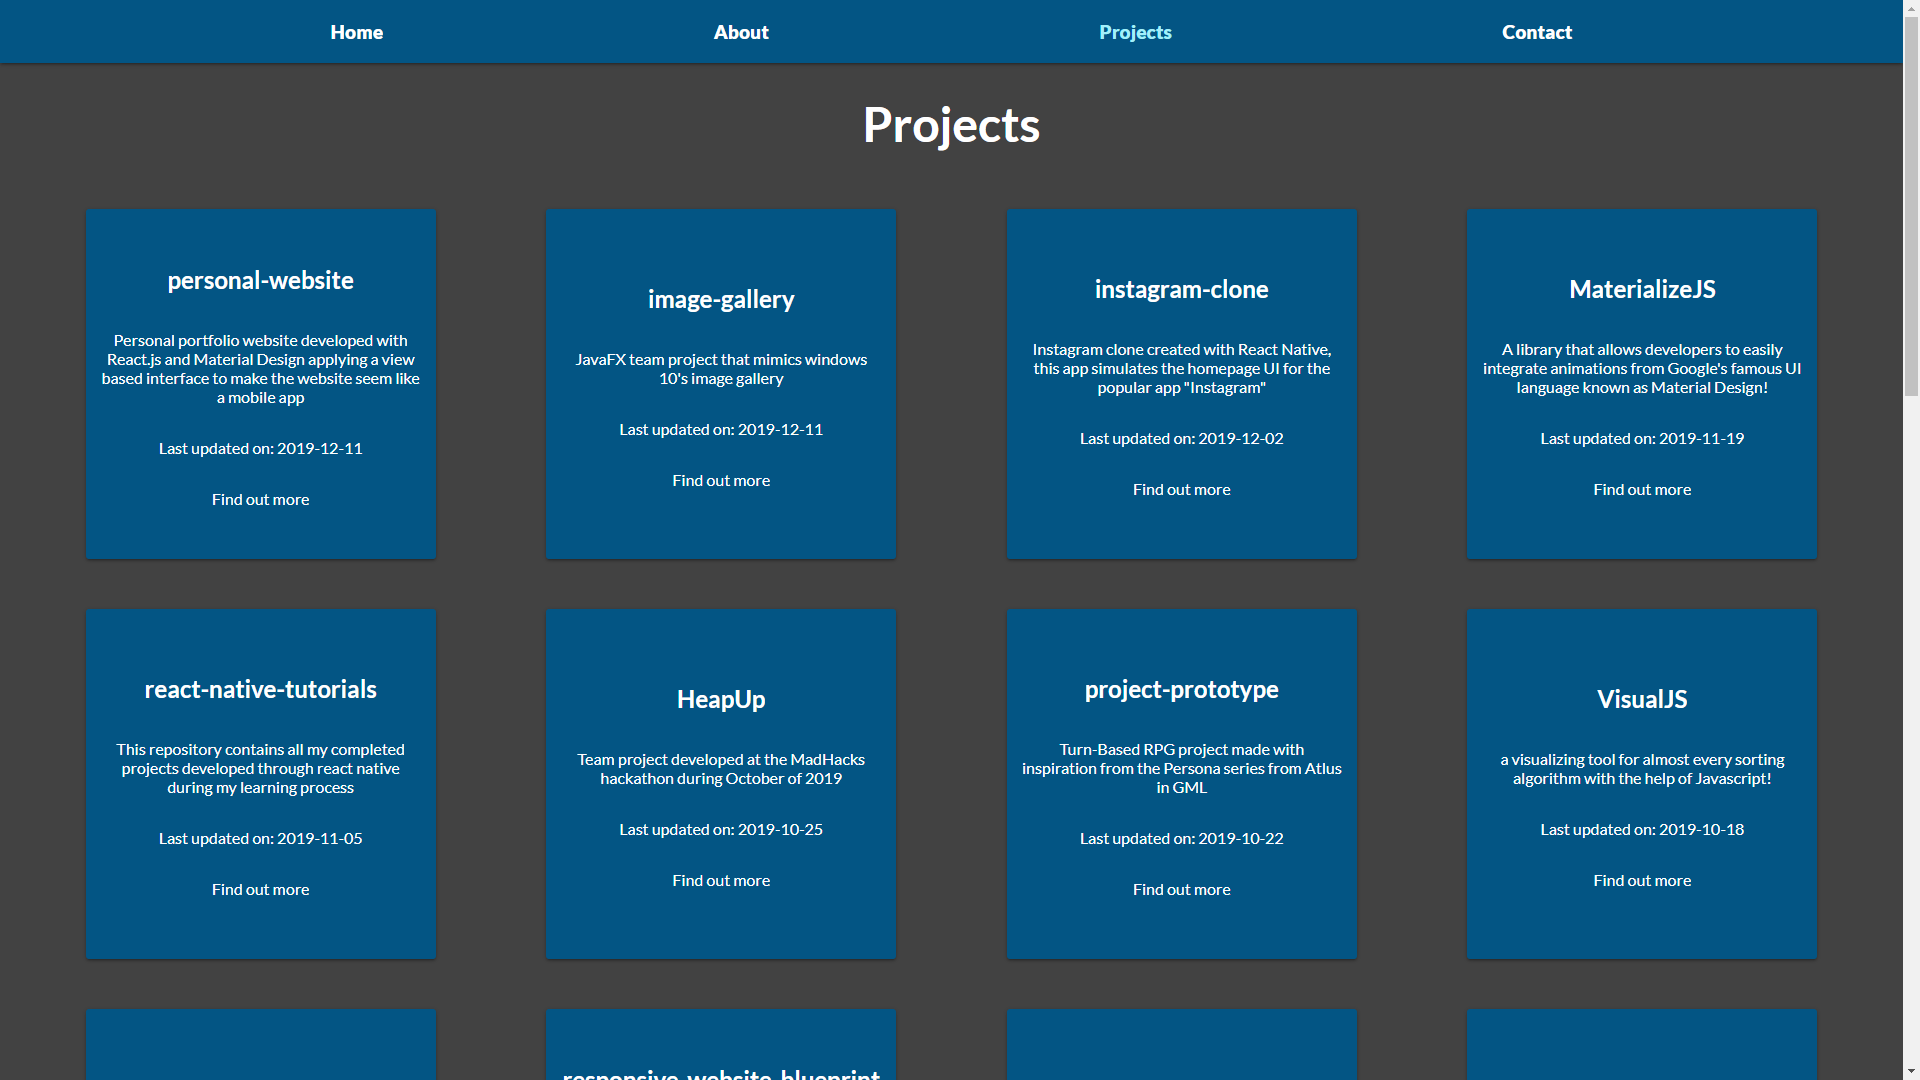 Home
About
Projects
Contact
Projects
personal-website
Personal portfolio website developed with
React.js and Material Design applying a view
based interface to make the website seem like
a mobile app
Last updated on: 2019-12-11
Find out more
image-gallery
JavaFX team project that mimics windows
10's image gallery
Last updated on: 2019-12-11
Find out more
instagram-clone
Instagram clone created with React Native,
this app simulates the homepage UI for the
popular app "Instagram"
Last updated on: 2019-12-02
Find out more
MaterializeJS
A library that allows developers to easily
integrate animations from Google's famous UI
language known as Material Design!
Last updated on: 2019-11-19
Find out more
react-native-tutorials
This repository contains all my completed
projects developed through react native
during my learning process
Last updated on: 2019-11-05
Find out more
HeapUp
Team project developed at the MadHacks
hackathon during October of 2019
Last updated on: 2019-10-25
Find out more
project-prototype
Turn-Based RPG project made with
inspiration from the Persona series from Atlus
in GML
Last updated on: 2019-10-22
Find out more
VisualJS
a visualizing tool for almost every sorting
algorithm with the help of Javascript!
Last updated on: 2019-10-18
Find out more
responsive-website-blueprint